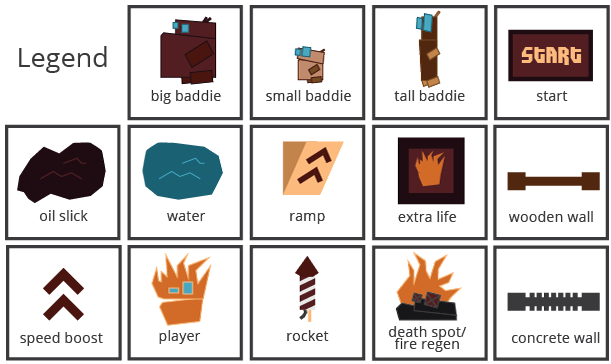 Legend
big baddie
small baddie
tall baddie
START
start
oil slick
water
ramp
extra life
wooden wall
speed boost
player
rocket
death spot/
fire regen
concrete wall